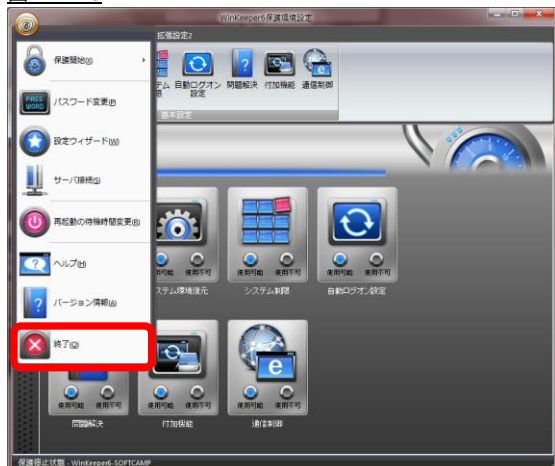 WinKeeper6保護環境設定
拡張設定2
保護開始(S)
パスワード変更(P)
設定ウィザード(W)
サーバ接続(S)
再起動の待機時間変更(R)
ヘルプ(H)
バージョン情報(A)
終了(Q)
自動ログオン
設定
問題解決
付加機能
通信制御
基本設定
使用可能 使用不可
使用可能 使用不可
使用可能 使用不可
システム環境復元
システム制限
自動ログオン設定
使用可能 使用不可
使用可能 使用不可
使用可能 使用不可
問題解決
付加機能
通信制御
保護停止状態 - WinKeeper6-SOFTCAMP
PASS
WORD